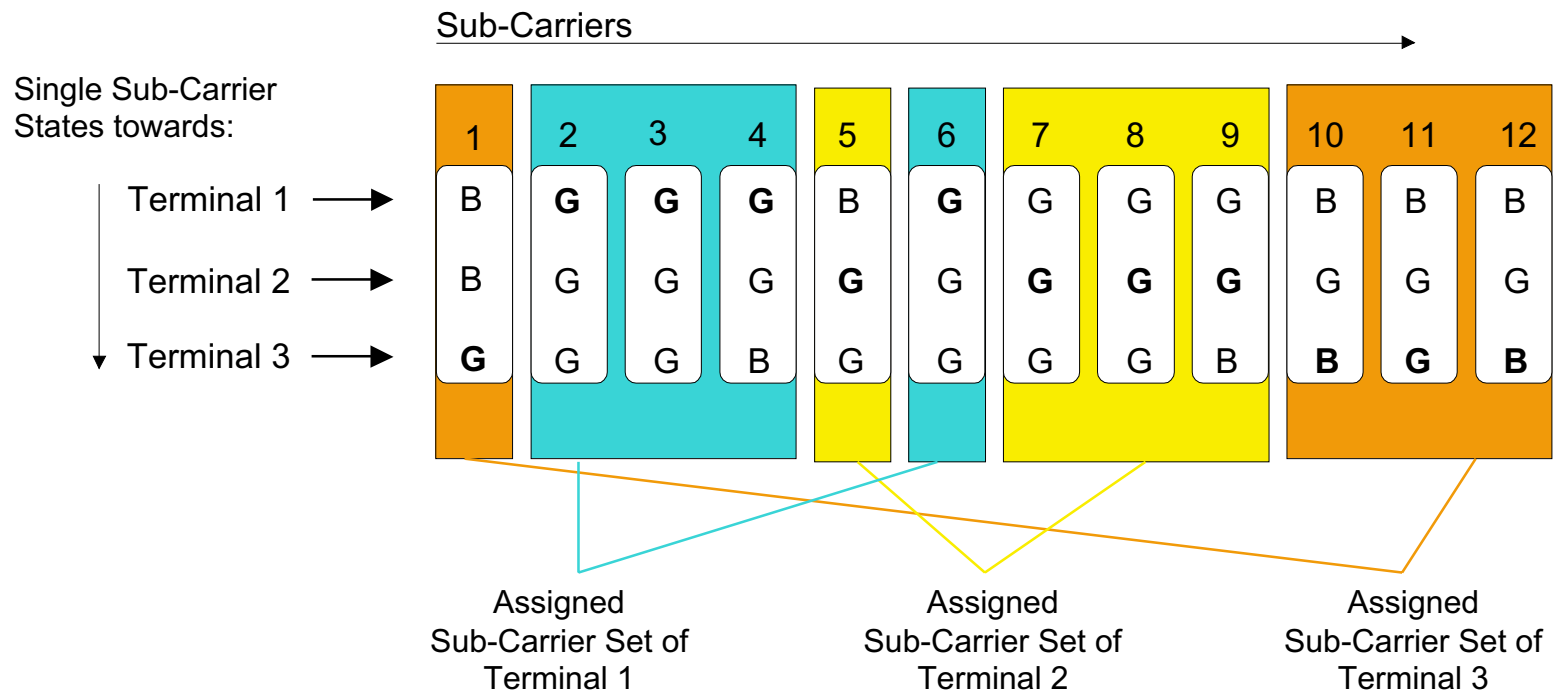 Sub-Carriers
Single Sub-Carrier
States towards:
1 2 3 4 5 6 7 8 9 10 11 12
Terminal 1 B G G G B G G G G B B B
Terminal 2 B G G G G G G G G G G G
Terminal 3 G G G B G G G G B B G B
Assigned
Sub-Carrier Set of
Terminal 1
Assigned
Sub-Carrier Set of
Terminal 2
Assigned
Sub-Carrier Set of
Terminal 3